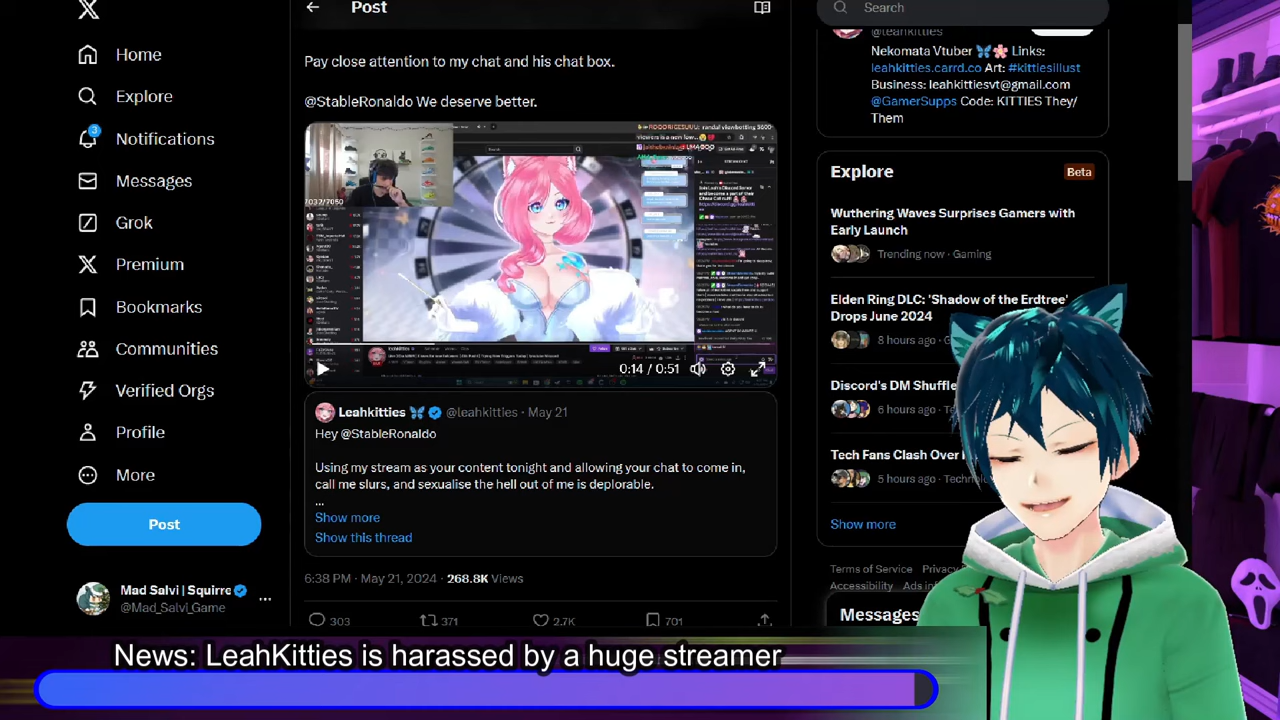 Post
Search
Home
Explore
3
Notifications
Messages
Grok
Premium
Bookmarks
Communities
Verified Orgs
Profile
More
Post
Mad Salvi | Squirre
@Mad_Salvi_Game
Pay close attention to my chat and his chat box.
@StableRonaldo We deserve better.
7037/7050
0:14 / 0:51
Leahkitties @leahkitties · May 21
Hey @StableRonaldo
Using my stream as your content tonight and allowing your chat to come in,
call me slurs, and sexualise the hell out of me is deplorable.
...
Show more
Show this thread
6:38 PM · May 21, 2024 · 268.8K Views
303
371
2.7K
701
@leahkitties
Nekomata Vtuber Links:
leahkitties.carrd.co Art: #kittiesillust
Business: leahkittiesvt@gmail.com
@GamerSupps Code: KITTIES They/
Them
Explore
Beta
Wuthering Waves Surprises Gamers with
Early Launch
Trending now · Gaming
Elden Ring DLC 'Shadow of the Erdtree'
Drops June 2024
8 hours ago
Discord's DM Shuffle
6 hours ago
Tech Fans Clash Over
5 hours ago · Techn
Show more
Terms of Service Privacy
Accessibility Ads
Messages
News: LeahKitties is harassed by a huge streamer